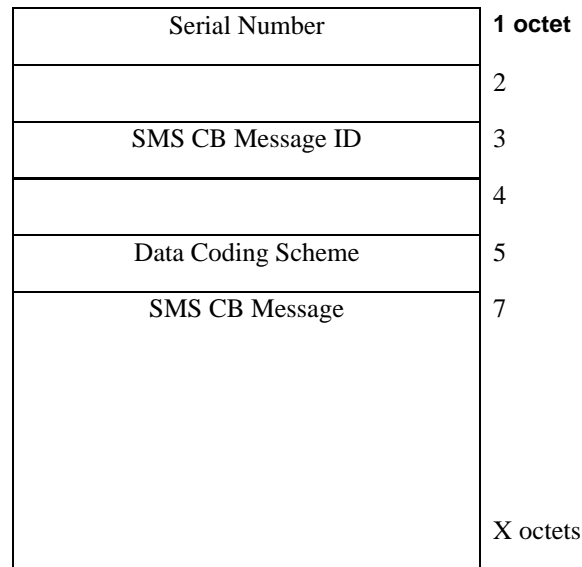 Serial Number 1 octet
2
SMS CB Message ID 3
4
Data Coding Scheme 5
SMS CB Message 7
X octets